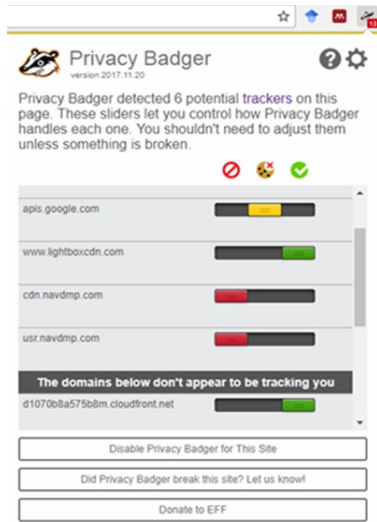 Privacy Badger
version 2017.11.20
Privacy Badger detected 6 potential trackers on this
page. These sliders let you control how Privacy Badger
handles each one. You shouldn't need to adjust them
unless something is broken.
apis.google.com
www.lightboxcdn.com
cdn.navdmp.com
usr.navdmp.com
The domains below don't appear to be tracking you
d1070b8a575b8m.cloudfront.net
Disable Privacy Badger for This Site
Did Privacy Badger break this site? Let us know!
Donate to EFF